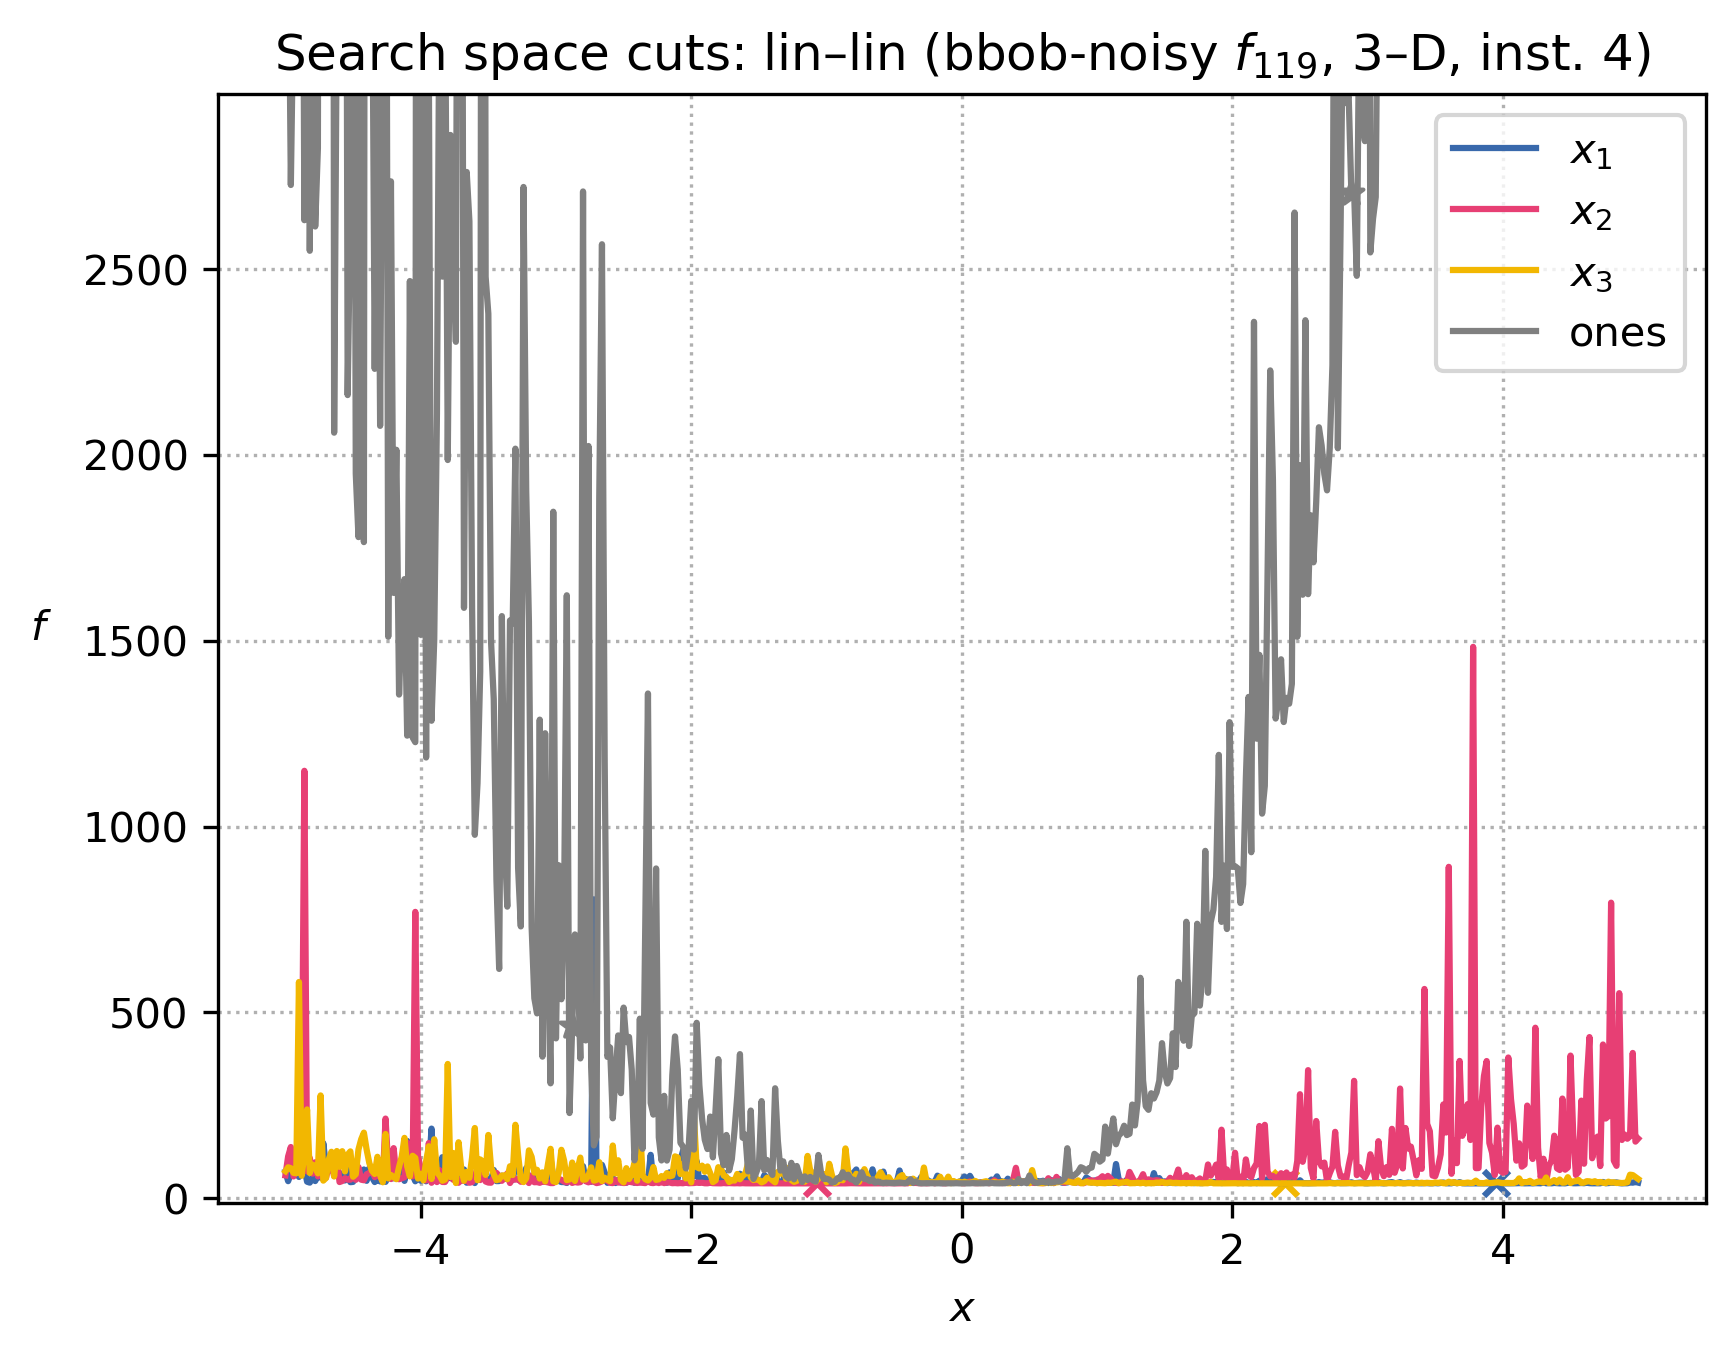 Search space cuts: lin–lin (bbob-noisy f₁₁₉, 3–D, inst. 4)
x₁
x₂
x₃
ones
f
2500
2000
1500
1000
500
0
−4 −2 0 2 4
x